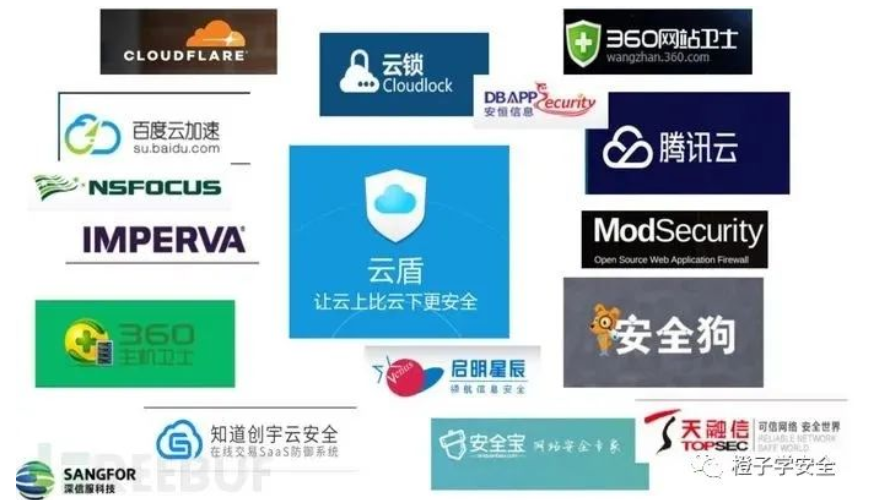 CLOUDFLARE
云锁
Cloudlock
360网站卫士
wangzhan.360.com
DBAPPSecurity
安恒信息
百度云加速
su.baidu.com
腾讯云
NSFOCUS
IMPERVA
云盾
让云上比云下更安全
ModSecurity
Open Source Web Application Firewall
360
主机卫士
安全狗
Venus
启明星辰
领航信息安全
知道创宇云安全
在线交易SaaS防御系统
安全宝
网站安全专家
天融信
TOPSEC
可信网络 安全世界
RELIABLE NETWORK
SAFE WORLD
SANGFOR
深信服科技
FREEBUF
橙子学安全